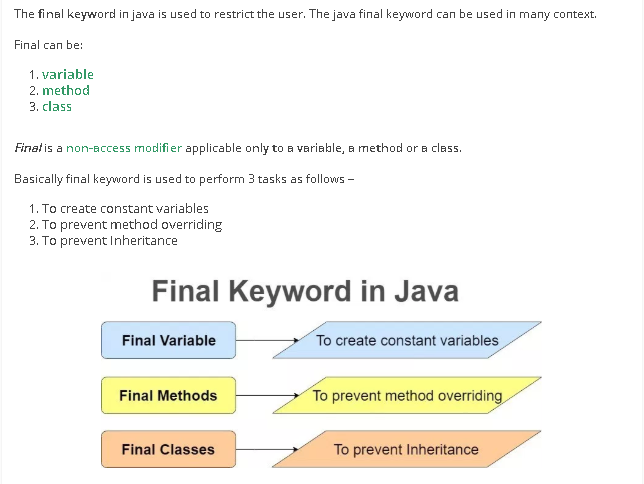 The final keyword in java is used to restrict the user. The java final keyword can be used in many context.
Final can be:
1. variable
2. method
3. class
Final is a non-access modifier applicable only to a variable, a method or a class.
Basically final keyword is used to perform 3 tasks as follows –
1. To create constant variables
2. To prevent method overriding
3. To prevent Inheritance
Final Keyword in Java
Final Variable
To create constant variables
Final Methods
To prevent method overriding
Final Classes
To prevent Inheritance